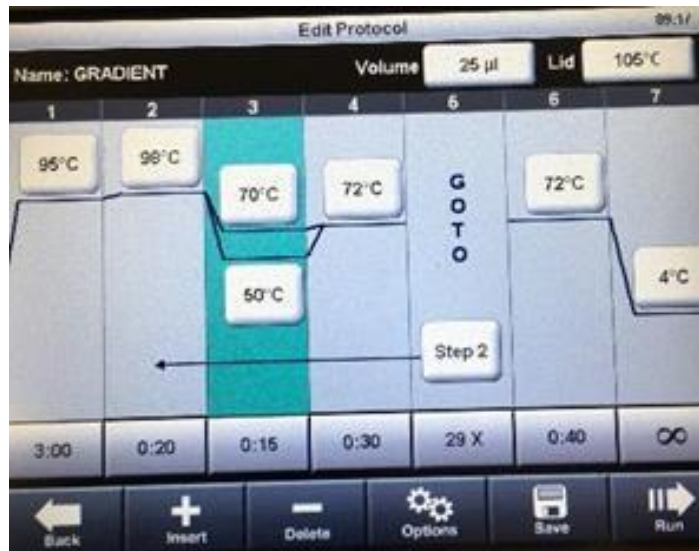 Edit Protocol
Name: GRADIENT Volume 25 µl Lid 105°C
1 2 3 4 5 6 7
95°C 98°C 70°C 72°C GOTO 72°C 4°C
50°C
Step 2
3:00 0:20 0:15 0:30 29 X 0:40 ∞
Back Insert Delete Options Save Run